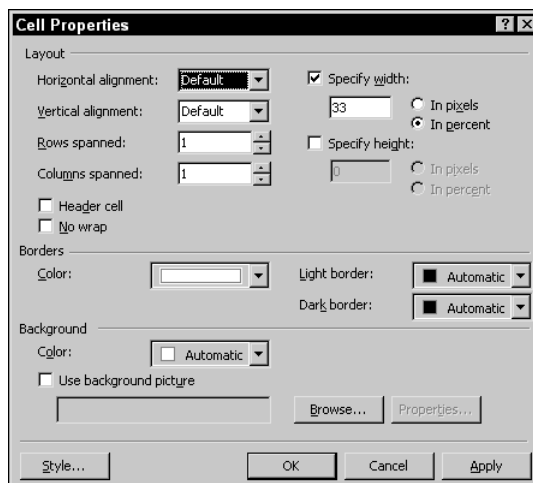 Cell Properties
Layout
Horizontal alignment: Default
Specify width:
Vertical alignment: Default
33 In pixels
In percent
Rows spanned: 1
Specify height:
Columns spanned: 1
0 In pixels
In percent
Header cell
No wrap
Borders
Color:
Light border: Automatic
Dark border: Automatic
Background
Color: Automatic
Use background picture
Browse... Properties...
Style... OK Cancel Apply